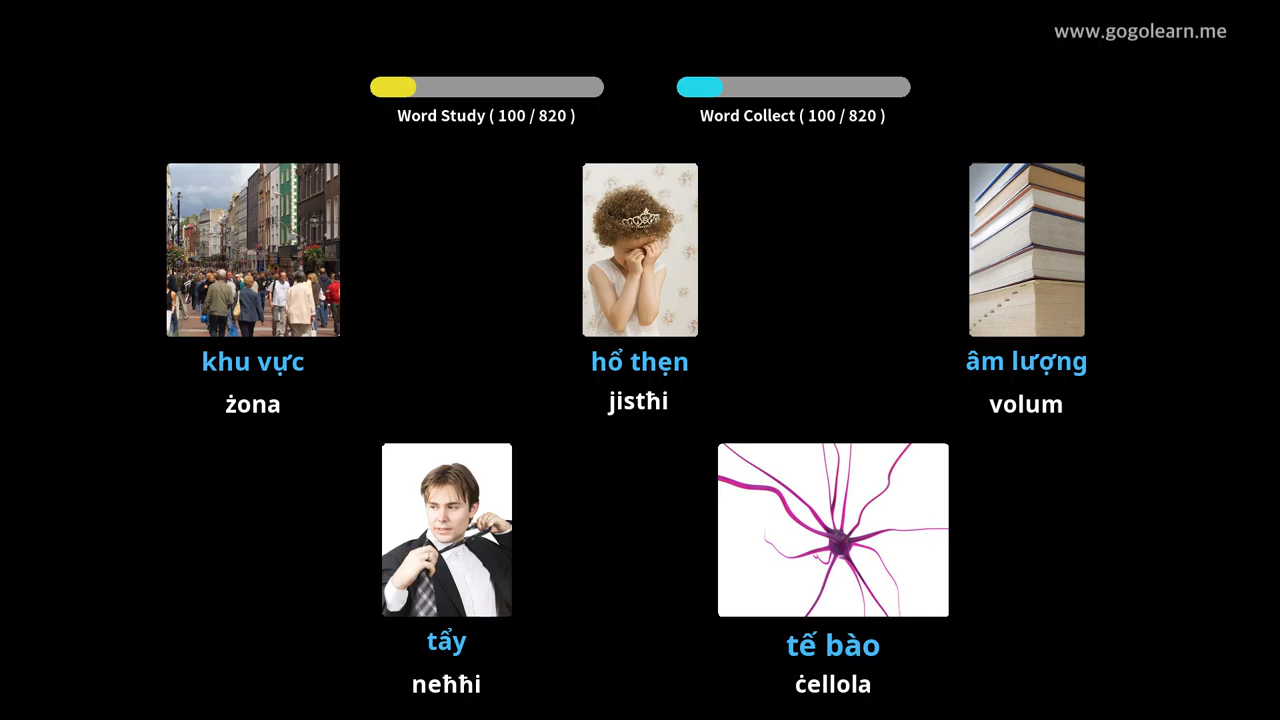 www.gogolearn.me
Word Study ( 100 / 820 )
Word Collect ( 100 / 820 )
khu vực
hổ thẹn
âm lượng
żona
jistħi
volum
tẩy
tế bào
neħħi
ċellola